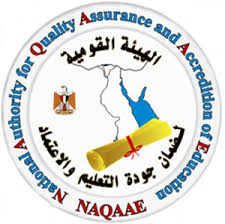 National Authority for Quality Assurance and Accreditation of Education
الهيئة القومية
لضمان جودة التعليم والاعتماد
NAQAAE